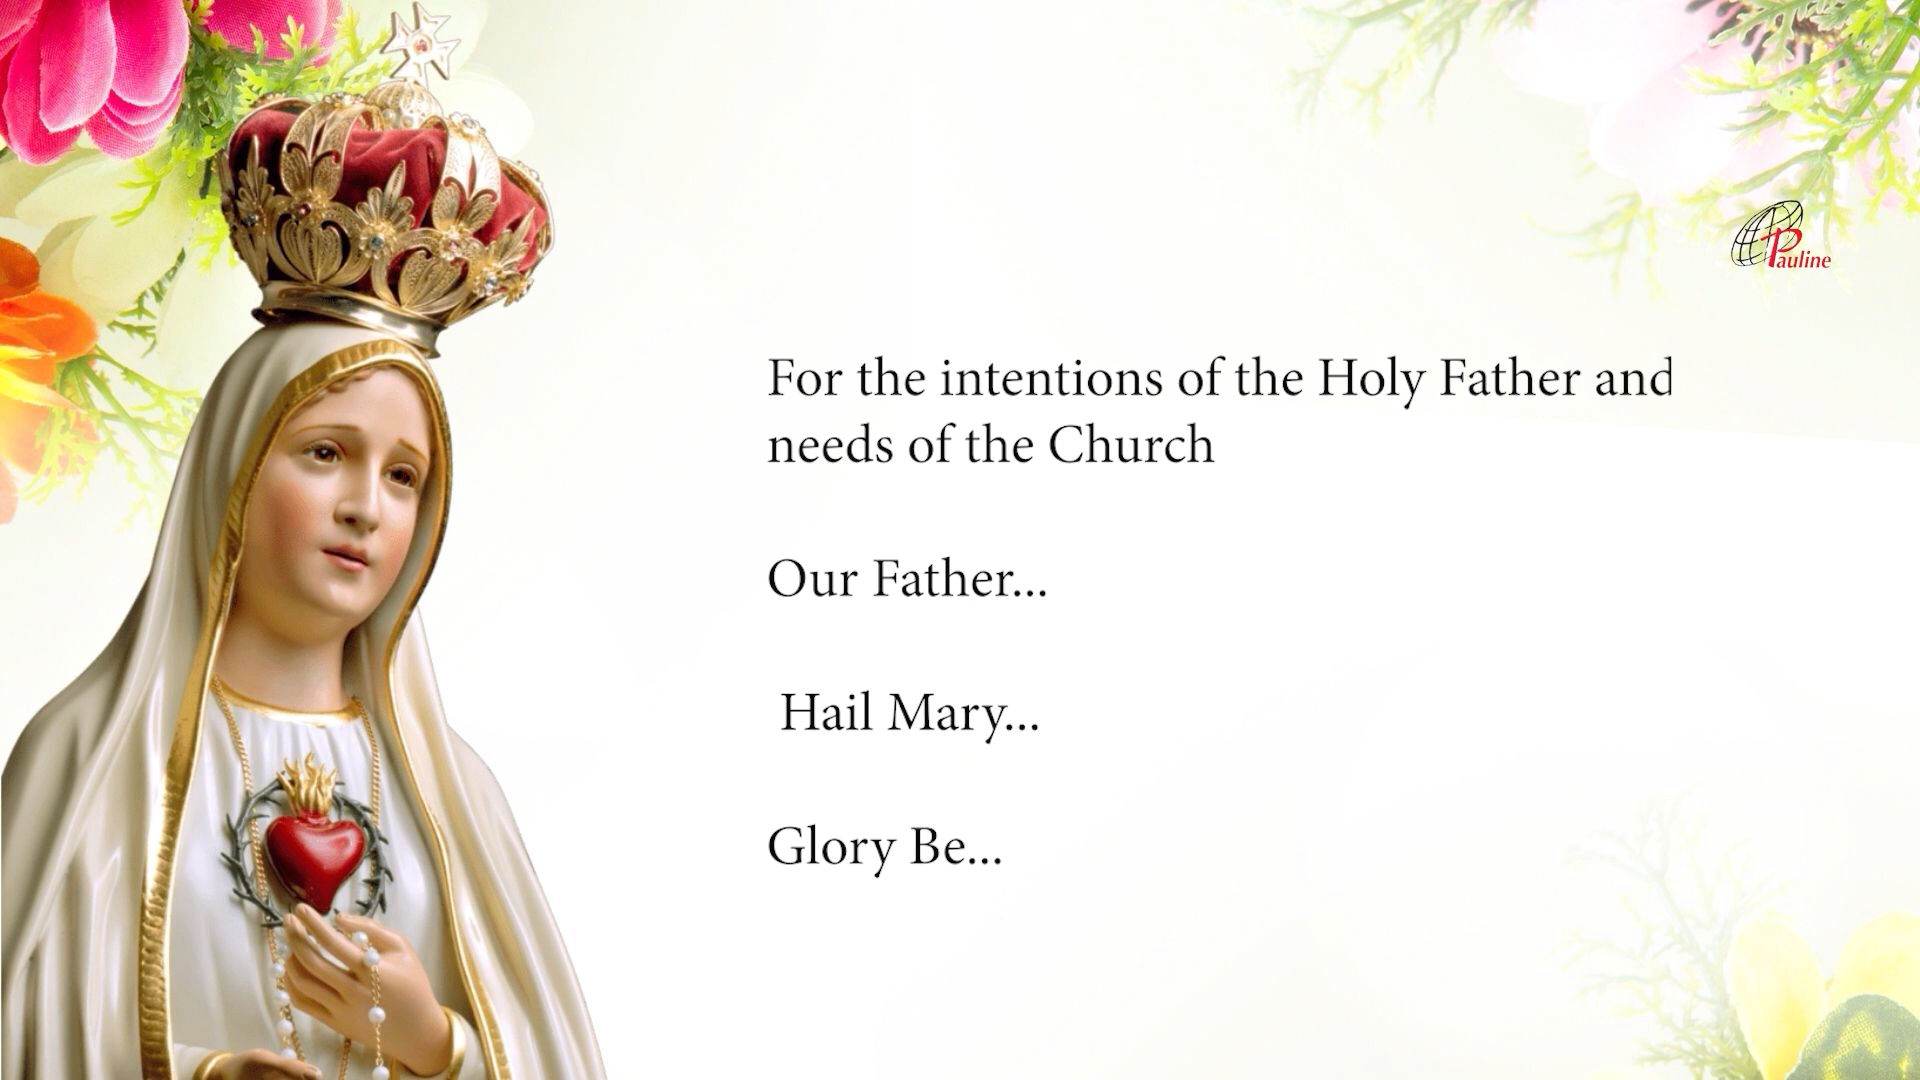 Pauline
For the intentions of the Holy Father and
needs of the Church
Our Father...
Hail Mary...
Glory Be...